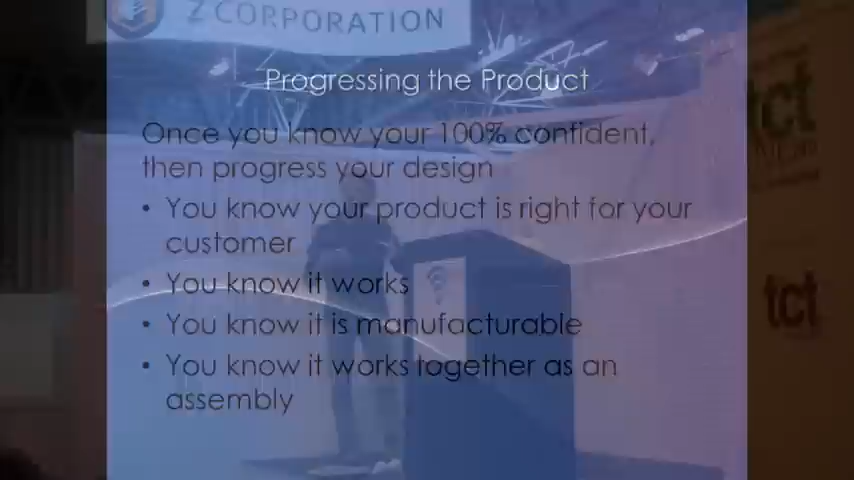 Z CORPORATION
Progressing the Product
Once you know your 100% confident,
then progress your design
• You know your product is right for your
customer
• You know it works
• You know it is manufacturable
• You know it works together as an
assembly
tct
tct